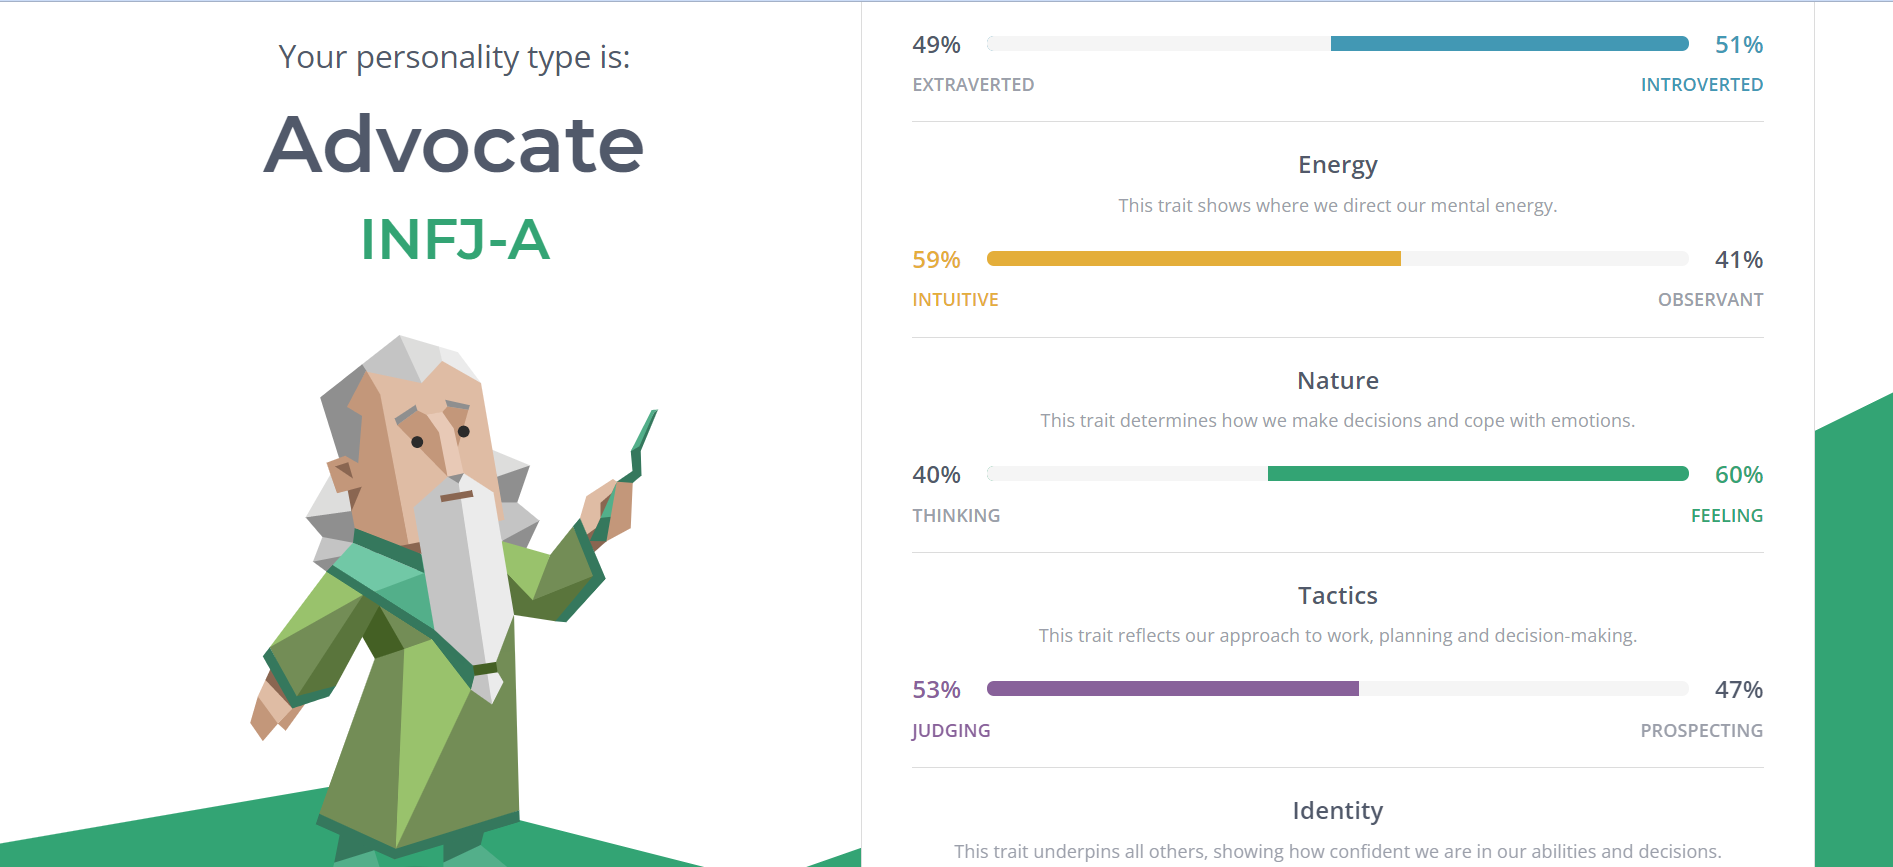 Your personality type is:
Advocate
INFJ-A
49% 51%
EXTRAVERTED INTROVERTED
Energy
This trait shows where we direct our mental energy.
59% 41%
INTUITIVE OBSERVANT
Nature
This trait determines how we make decisions and cope with emotions.
40% 60%
THINKING FEELING
Tactics
This trait reflects our approach to work, planning and decision-making.
53% 47%
JUDGING PROSPECTING
Identity
This trait underpins all others, showing how confident we are in our abilities and decisions.